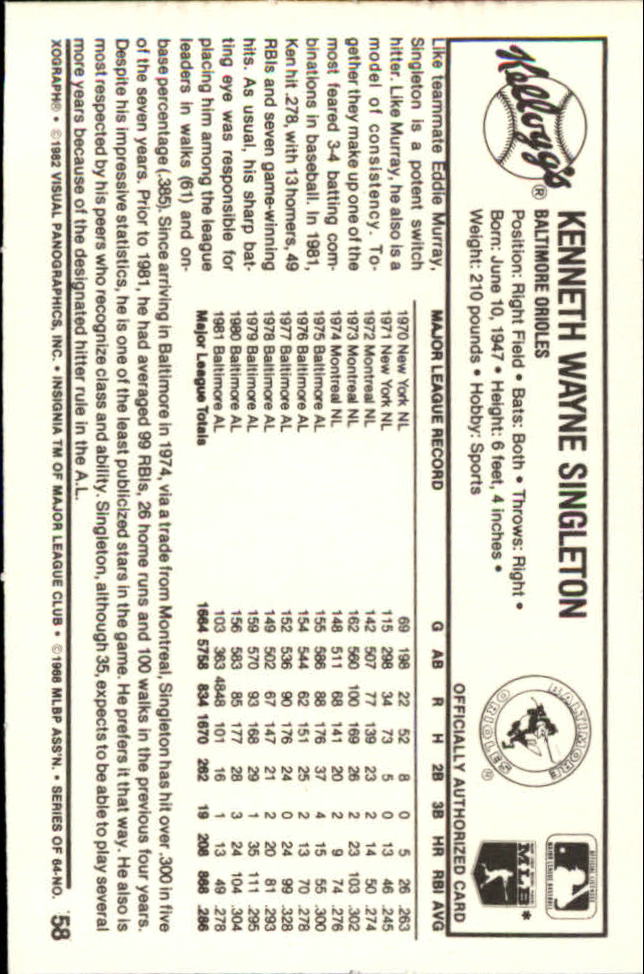 Kellogg's ®
KENNETH WAYNE SINGLETON
BALTIMORE ORIOLES
Position: Right Field • Bats: Both • Throws: Right •
Born: June 10, 1947 • Height: 6 feet, 4 inches •
Weight: 210 pounds • Hobby: Sports
BALTIMORE ORIOLES ®
MLB *
OFFICIALLY AUTHORIZED CARD
Like teammate Eddie Murray,
Singleton is a potent switch
hitter. Like Murray, he also is a
model of consistency. To-
gether they make up one of the
most feared 3-4 batting com-
binations in baseball. In 1981,
Ken hit .278, with 13 homers, 49
RBIs and seven game-winning
hits. As usual, his sharp bat-
ting eye was responsible for
placing him among the league
leaders in walks (61) and on-
MAJOR LEAGUE RECORD G AB R H 2B 3B HR RBI AVG
1970 New York NL 69 198 22 52 8 0 5 26 .263
1971 New York NL 115 298 34 73 5 0 13 46 .245
1972 Montreal NL 142 507 77 139 23 2 14 50 .274
1973 Montreal NL 162 560 100 169 26 2 23 103 .302
1974 Montreal NL 148 511 68 141 20 2 9 74 .276
1975 Baltimore AL 155 586 88 176 37 4 15 55 .300
1976 Baltimore AL 154 544 62 151 25 2 13 70 .278
1977 Baltimore AL 152 536 90 176 24 0 24 99 .328
1978 Baltimore AL 149 502 67 147 21 2 20 81 .293
1979 Baltimore AL 159 570 93 168 29 1 35 111 .295
1980 Baltimore AL 156 583 85 177 28 3 24 104 .304
1981 Baltimore AL 103 363 4848 101 16 1 13 49 .278
Major League Totals 1664 5758 834 1670 262 19 208 868 .286
base percentage (.385). Since arriving in Baltimore in 1974, via a trade from Montreal, Singleton has hit over .300 in five
of the seven years. Prior to 1981, he had averaged 99 RBIs, 26 home runs and 100 walks in the previous four years.
Despite his impressive statistics, he is one of the least publicized stars in the game. He prefers it that way. He also is
most respected by his peers who recognize class and ability. Singleton, although 35, expects to be able to play several
more years because of the designated hitter rule in the A.L.
XOGRAPH® • ©1982 VISUAL PANOGRAPHICS, INC. • INSIGNIA TM OF MAJOR LEAGUE CLUB • ©1968 MLBP ASS'N. • SERIES OF 64-NO. 58